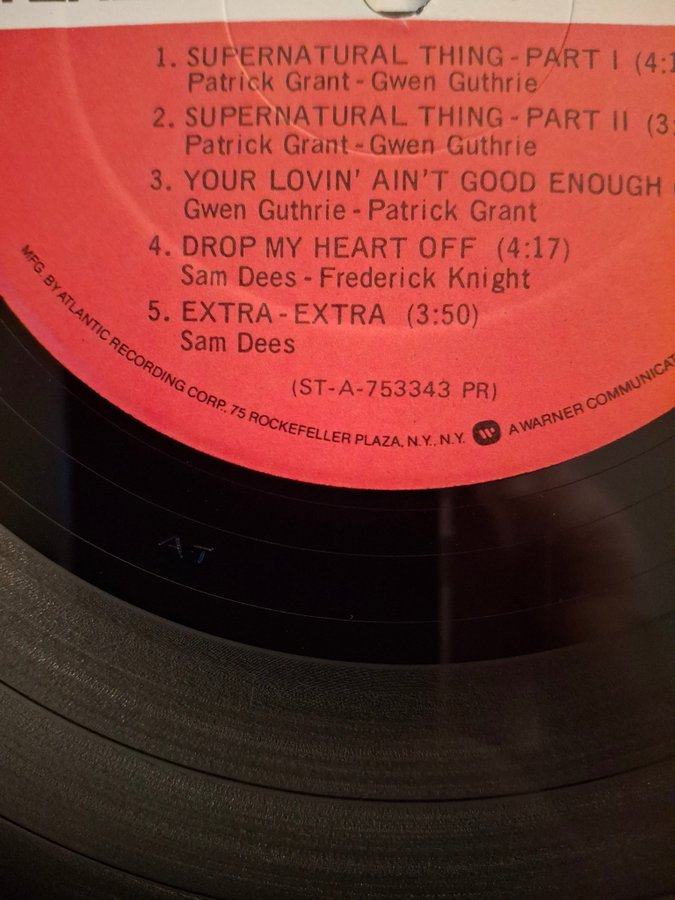 1. SUPERNATURAL THING - PART I (4:1
Patrick Grant - Gwen Guthrie
2. SUPERNATURAL THING - PART II (3:
Patrick Grant - Gwen Guthrie
3. YOUR LOVIN' AIN'T GOOD ENOUGH
Gwen Guthrie - Patrick Grant
4. DROP MY HEART OFF (4:17)
Sam Dees - Frederick Knight
5. EXTRA - EXTRA (3:50)
Sam Dees
(ST-A-753343 PR)
MFG. BY ATLANTIC RECORDING CORP., 75 ROCKEFELLER PLAZA, N.Y., N.Y. A WARNER COMMUNICAT
AT